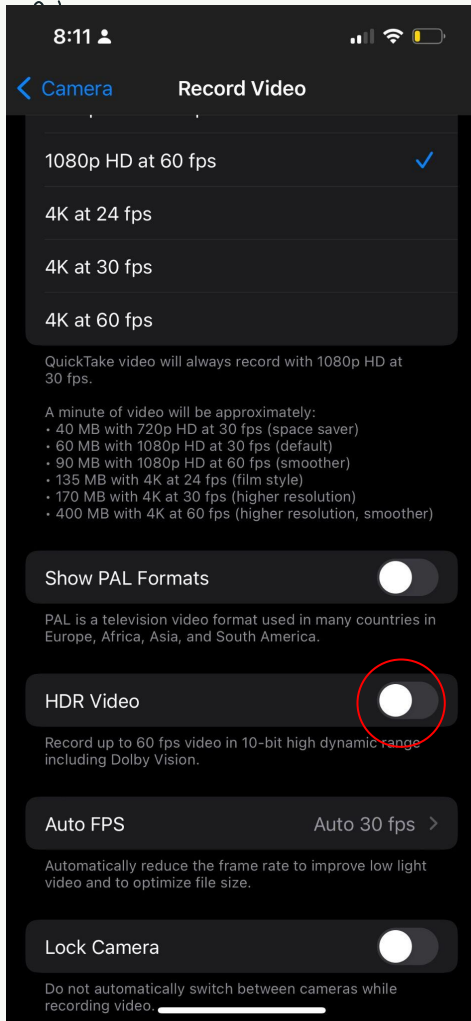 8:11
Camera
Record Video
1080p HD at 60 fps
4K at 24 fps
4K at 30 fps
4K at 60 fps
QuickTake video will always record with 1080p HD at
30 fps.
A minute of video will be approximately:
• 40 MB with 720p HD at 30 fps (space saver)
• 60 MB with 1080p HD at 30 fps (default)
• 90 MB with 1080p HD at 60 fps (smoother)
• 135 MB with 4K at 24 fps (film style)
• 170 MB with 4K at 30 fps (higher resolution)
• 400 MB with 4K at 60 fps (higher resolution, smoother)
Show PAL Formats
PAL is a television video format used in many countries in
Europe, Africa, Asia, and South America.
HDR Video
Record up to 60 fps video in 10-bit high dynamic range
including Dolby Vision.
Auto FPS
Auto 30 fps
Automatically reduce the frame rate to improve low light
video and to optimize file size.
Lock Camera
Do not automatically switch between cameras while
recording video.